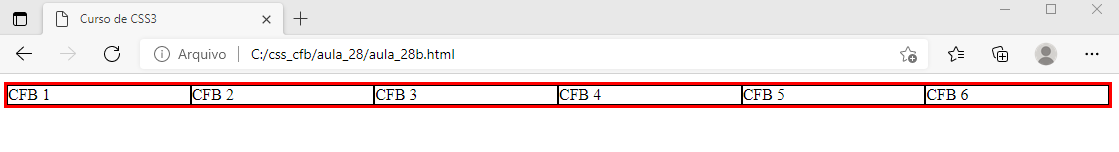 Curso de CSS3
Arquivo C:/css_cfb/aula_28/aula_28b.html
CFB 1 CFB 2 CFB 3 CFB 4 CFB 5 CFB 6